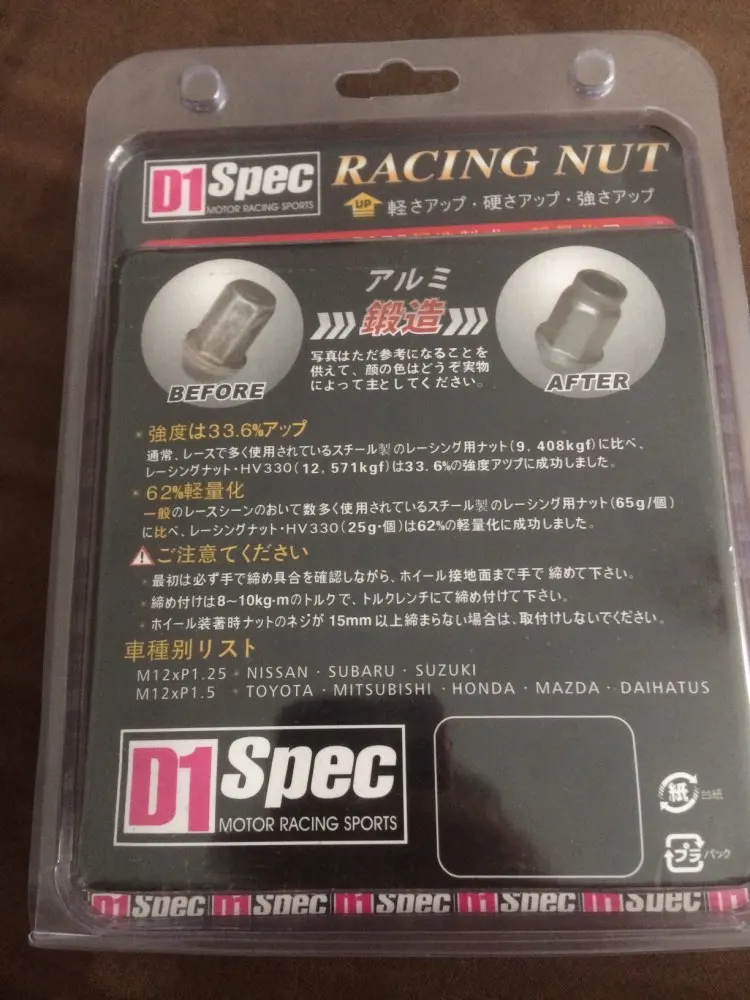 D1 Spec
MOTOR RACING SPORTS
RACING NUT
UP 軽さアップ・硬さアップ・強さアップ
アルミ
鍛造
写真はただ参考になることを
供えて、顔の色はどうぞ実物
によって主としてください。
BEFORE
AFTER
・強度は33.6%アップ
通常、レースで多く使用されているスチール製のレーシング用ナット(9,408kgf)に比べ、
レーシングナット・HV330(12,571kgf)は33.6%の強度アップに成功しました。
・62%軽量化
一般のレースシーンのおいて数多く使用されているスチール製のレーシング用ナット(65g/個)
に比べ、レーシングナット・HV330(25g・個)は62%の軽量化に成功しました。
ご注意てください
・最初は必ず手で締め具合を確認しながら、ホイール接地面まで手で締めて下さい。
・締め付けは8～10kg-mのトルクで、トルクレンチにて締め付けて下さい。
・ホイール装著時ナットのネジが15mm以上締まらない場合は、取付けしないでください。
車種別リスト
M12xP1.25・NISSAN・SUBARU・SUZUKI
M12xP1.5・TOYOTA・MITSUBISHI・HONDA・MAZDA・DAIHATUS
D1 Spec
MOTOR RACING SPORTS
紙 台紙
プラ パック
D1 Spec D1 Spec D1 Spec D1 Spec D1 Spec D1